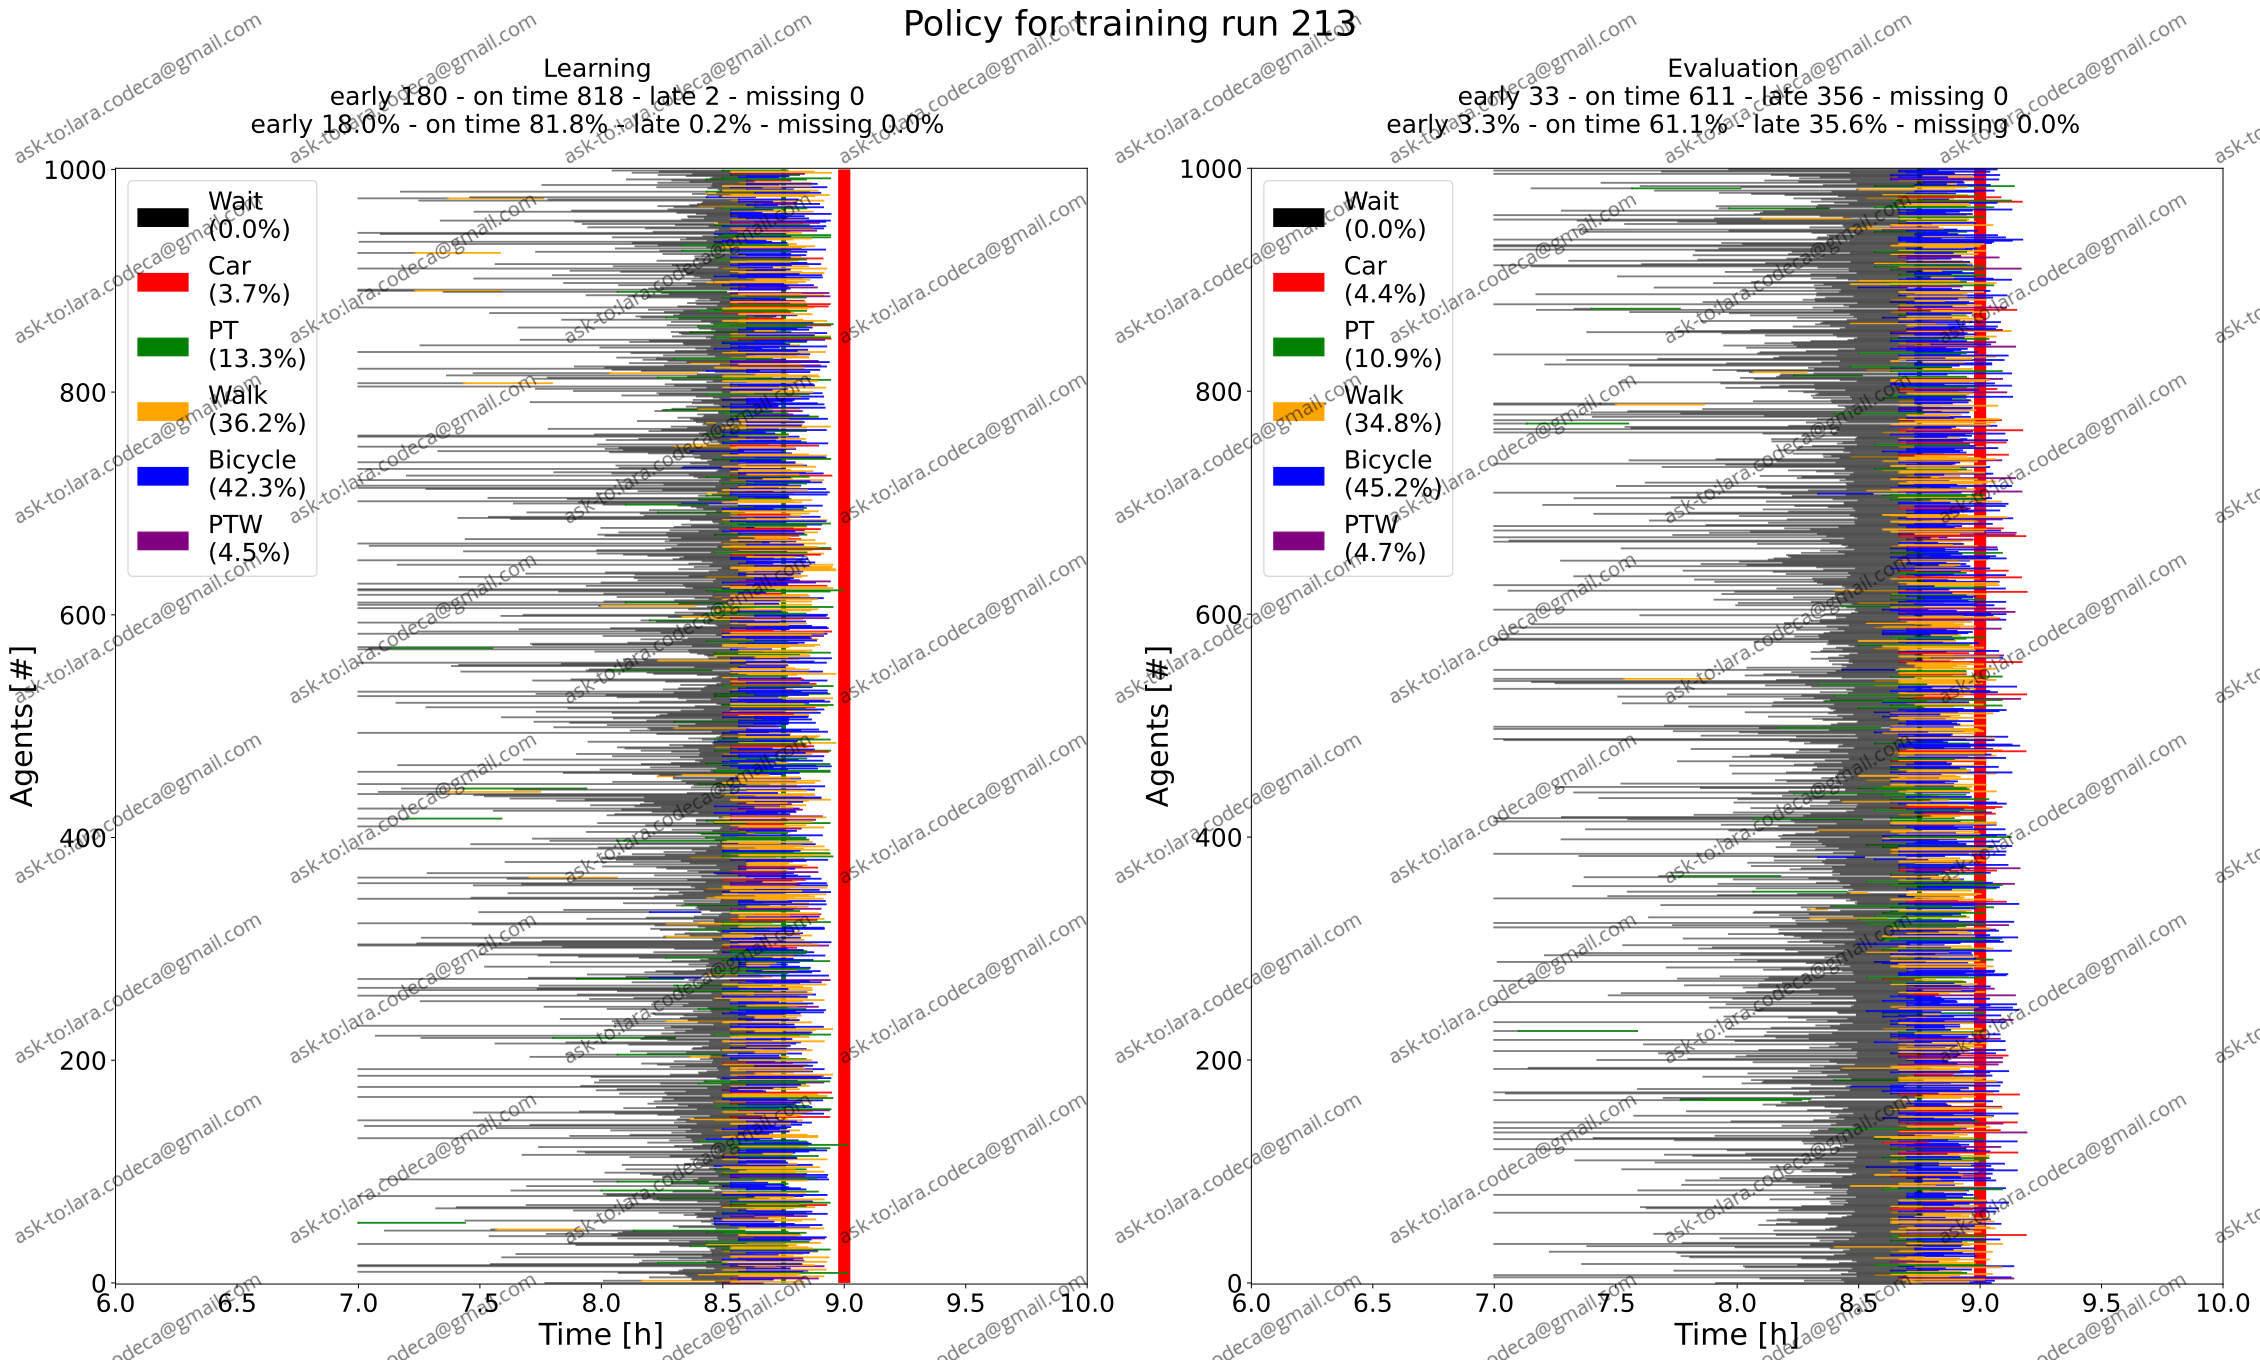 Policy for training run 213
Learning
early 180 - on time 818 - late 2 - missing 0
early 18.0% - on time 81.8% - late 0.2% - missing 0.0%
Evaluation
early 33 - on time 611 - late 356 - missing 0
early 3.3% - on time 61.1% - late 35.6% - missing 0.0%
Agents [#]
1000
800
600
400
200
0
Wait
(0.0%)
Car
(3.7%)
PT
(13.3%)
Walk
(36.2%)
Bicycle
(42.3%)
PTW
(4.5%)
6.0 6.5 7.0 7.5 8.0 8.5 9.0 9.5 10.0
Time [h]
Agents [#]
1000
800
600
400
200
0
Wait
(0.0%)
Car
(4.4%)
PT
(10.9%)
Walk
(34.8%)
Bicycle
(45.2%)
PTW
(4.7%)
6.0 6.5 7.0 7.5 8.0 8.5 9.0 9.5 10.0
Time [h]
ask-to:lara.codeca@gmail.com